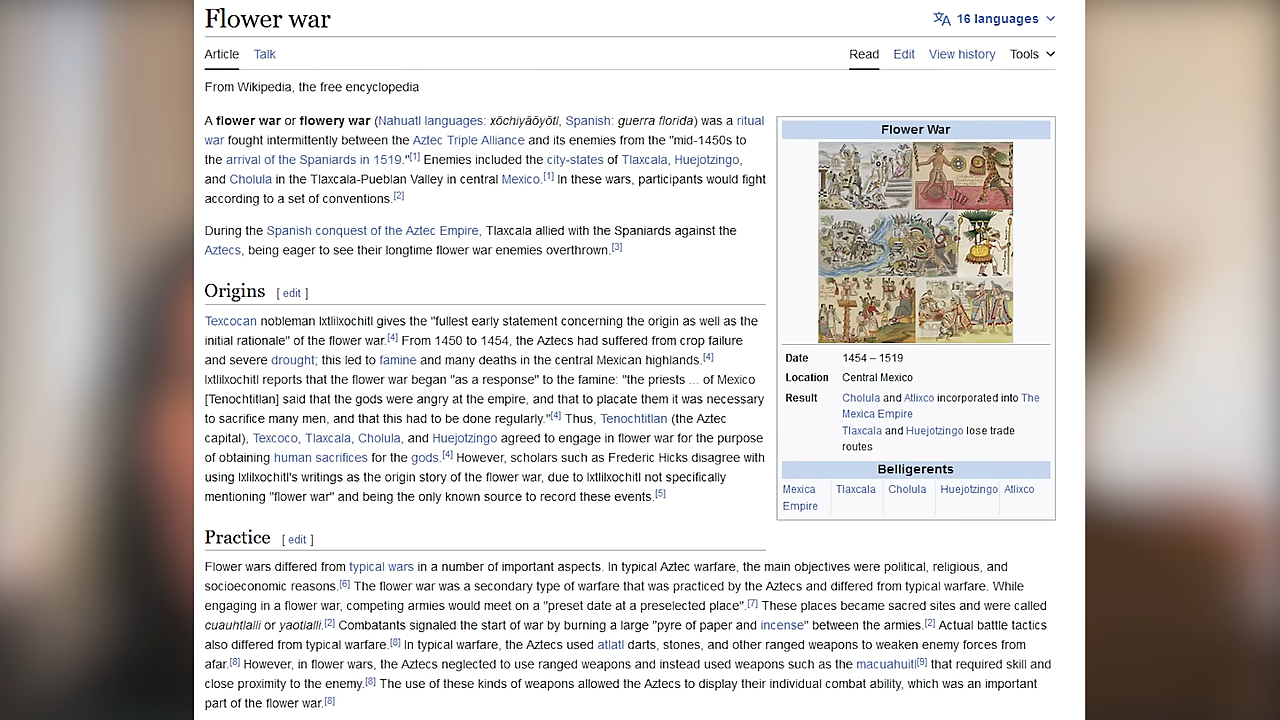 Flower war
16 languages
Article Talk
Read Edit View history Tools
From Wikipedia, the free encyclopedia
A flower war or flowery war (Nahuatl languages: xōchiyāōyōtl, Spanish: guerra florida) was a ritual
war fought intermittently between the Aztec Triple Alliance and its enemies from the "mid-1450s to
the arrival of the Spaniards in 1519."[1] Enemies included the city-states of Tlaxcala, Huejotzingo,
and Cholula in the Tlaxcala-Pueblan Valley in central Mexico.[1] In these wars, participants would fight
according to a set of conventions.[2]
During the Spanish conquest of the Aztec Empire, Tlaxcala allied with the Spaniards against the
Aztecs, being eager to see their longtime flower war enemies overthrown.[3]
Origins [ edit ]
Texcocan nobleman Ixtlilxochitl gives the "fullest early statement concerning the origin as well as the
initial rationale" of the flower war.[4] From 1450 to 1454, the Aztecs had suffered from crop failure
and severe drought; this led to famine and many deaths in the central Mexican highlands.[4]
Ixtlilxochitl reports that the flower war began "as a response" to the famine: "the priests ... of Mexico
[Tenochtitlan] said that the gods were angry at the empire, and that to placate them it was necessary
to sacrifice many men, and that this had to be done regularly."[4] Thus, Tenochtitlan (the Aztec
capital), Texcoco, Tlaxcala, Cholula, and Huejotzingo agreed to engage in flower war for the purpose
of obtaining human sacrifices for the gods.[4] However, scholars such as Frederic Hicks disagree with
using Ixtlilxochitl's writings as the origin story of the flower war, due to Ixtlilxochitl not specifically
mentioning "flower war" and being the only known source to record these events.[5]
Flower War
Date 1454 – 1519
Location Central Mexico
Result Cholula and Atlixco incorporated into The
Mexica Empire
Tlaxcala and Huejotzingo lose trade
routes
Belligerents
Mexica Tlaxcala Cholula Huejotzingo Atlixco
Empire
Practice [ edit ]
Flower wars differed from typical wars in a number of important aspects. In typical Aztec warfare, the main objectives were political, religious, and
socioeconomic reasons.[6] The flower war was a secondary type of warfare that was practiced by the Aztecs and differed from typical warfare. While
engaging in a flower war, competing armies would meet on a "preset date at a preselected place".[7] These places became sacred sites and were called
cuauhtlalli or yaotlalli.[2] Combatants signaled the start of war by burning a large "pyre of paper and incense" between the armies.[2] Actual battle tactics
also differed from typical warfare.[8] In typical warfare, the Aztecs used atlatl darts, stones, and other ranged weapons to weaken enemy forces from
afar.[8] However, in flower wars, the Aztecs neglected to use ranged weapons and instead used weapons such as the macuahuitl[9] that required skill and
close proximity to the enemy.[8] The use of these kinds of weapons allowed the Aztecs to display their individual combat ability, which was an important
part of the flower war.[8]